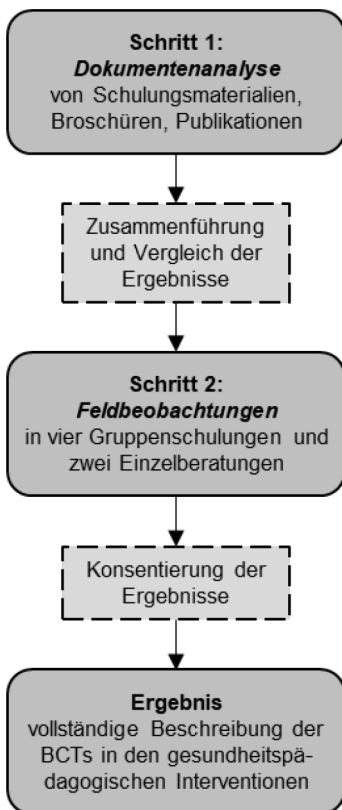 Schritt 1:
Dokumentenanalyse
von Schulungsmaterialien,
Broschüren, Publikationen
Zusammenführung
und Vergleich der
Ergebnisse
Schritt 2:
Feldbeobachtungen
in vier Gruppenschulungen und
zwei Einzelberatungen
Konsentierung der
Ergebnisse
Ergebnis
vollständige Beschreibung der
BCTs in den gesundheitspä-
dagogischen Interventionen